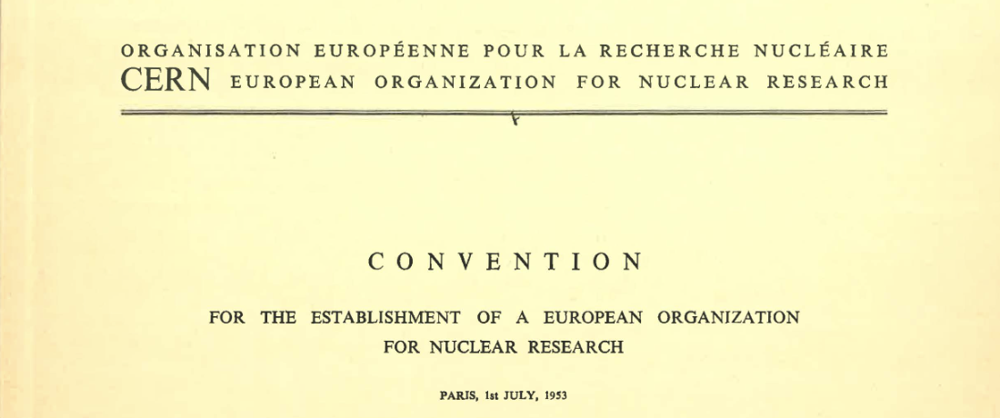 ORGANISATION EUROPÉENNE POUR LA RECHERCHE NUCLÉAIRE
CERN EUROPEAN ORGANIZATION FOR NUCLEAR RESEARCH
CONVENTION
FOR THE ESTABLISHMENT OF A EUROPEAN ORGANIZATION
FOR NUCLEAR RESEARCH
PARIS, 1st JULY, 1953